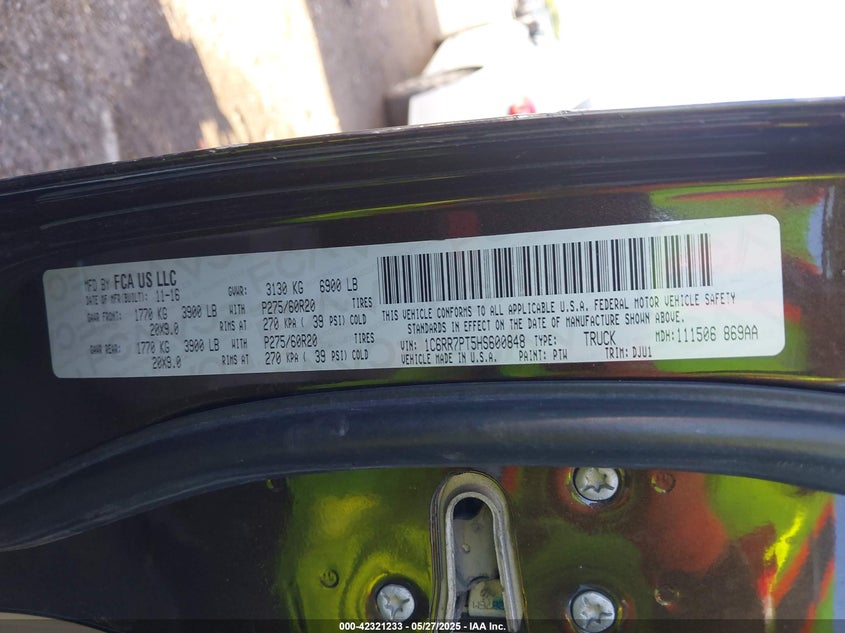 MFD BY FCA US LLC
DATE OF MFR(BUILT): 11-16 GVWR: 3130 KG 6900 LB
GAWR FRONT: 1770 KG 3900 LB WITH P275/60R20 TIRES
20X9.0 RIMS AT 270 KPA ( 39 PSI) COLD
GAWR REAR: 1770 KG 3900 LB WITH P275/60R20 TIRES
20X9.0 RIMS AT 270 KPA ( 39 PSI) COLD
THIS VEHICLE CONFORMS TO ALL APPLICABLE U.S.A. FEDERAL MOTOR VEHICLE SAFETY
STANDARDS IN EFFECT ON THE DATE OF MANUFACTURE SHOWN ABOVE.
VIN: 1C6RR7PT5HS600848 TYPE: TRUCK MDH:111506 869AA
VEHICLE MADE IN U.S.A. PAINT: PTW TRIM: DJU1
000-42321233 - 05/27/2025 - IAA Inc.